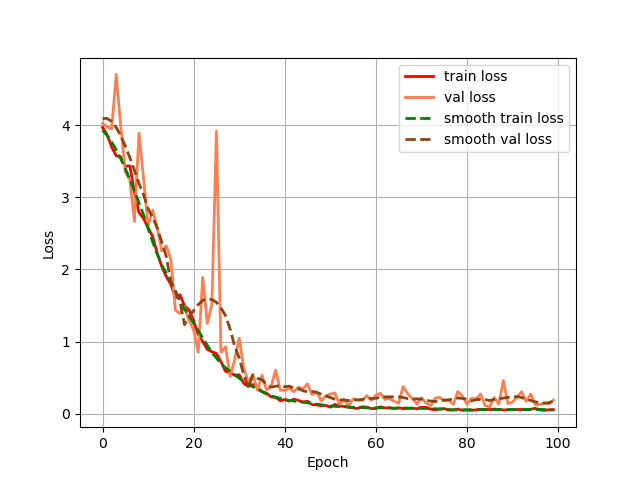 train loss
val loss
smooth train loss
smooth val loss
4
3
2
1
0
Loss
0 20 40 60 80 100
Epoch